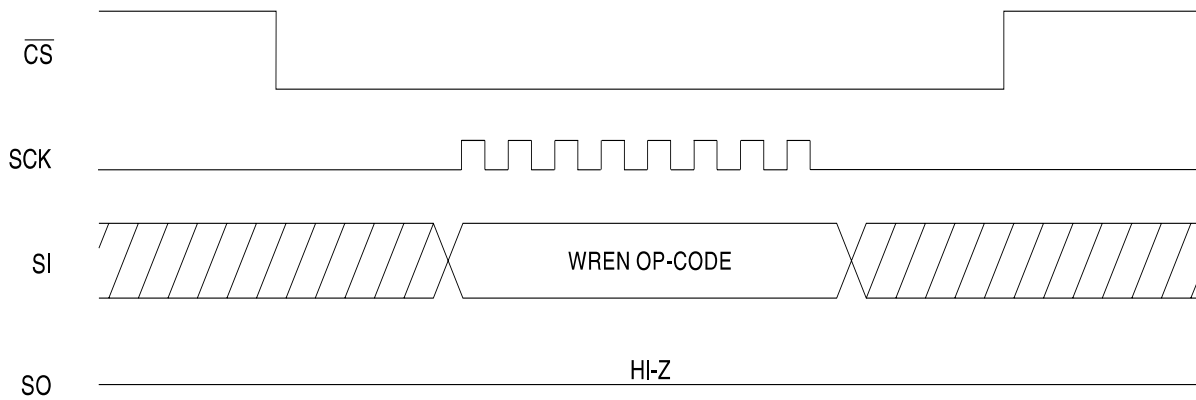 CS
SCK
SI
WREN OP-CODE
HI-Z
SO